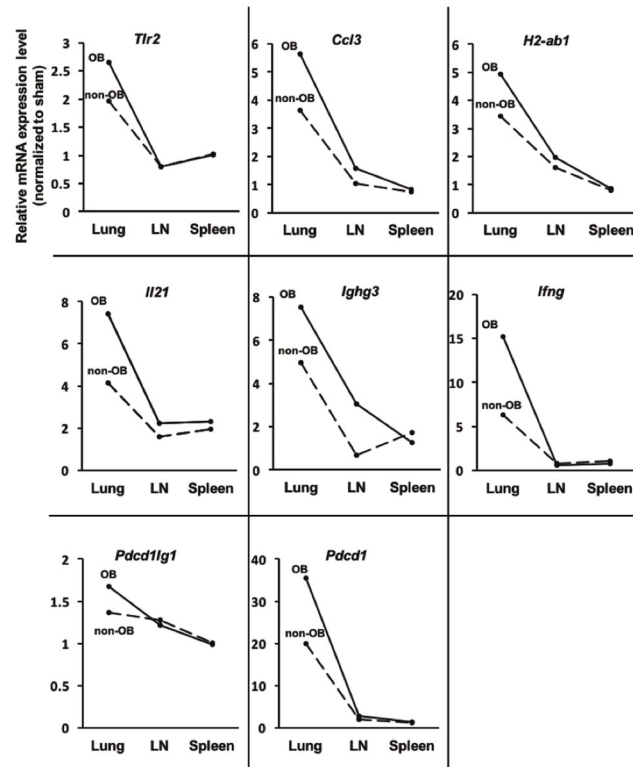 Relative mRNA expression level
(normalized to sham)
Tlr2
3
2.5
2
1.5
1
0.5
0
OB
non-OB
Lung LN Spleen
Ccl3
6
5
4
3
2
1
0
OB
non-OB
Lung LN Spleen
H2-ab1
6
5
4
3
2
1
0
OB
non-OB
Lung LN Spleen
Il21
8
6
4
2
0
OB
non-OB
Lung LN Spleen
Ighg3
8
6
4
2
0
OB
non-OB
Lung LN Spleen
Ifng
20
15
10
5
0
OB
non-OB
Lung LN Spleen
Pdcd1lg1
2
1.5
1
0.5
0
OB
non-OB
Lung LN Spleen
Pdcd1
40
30
20
10
0
OB
non-OB
Lung LN Spleen